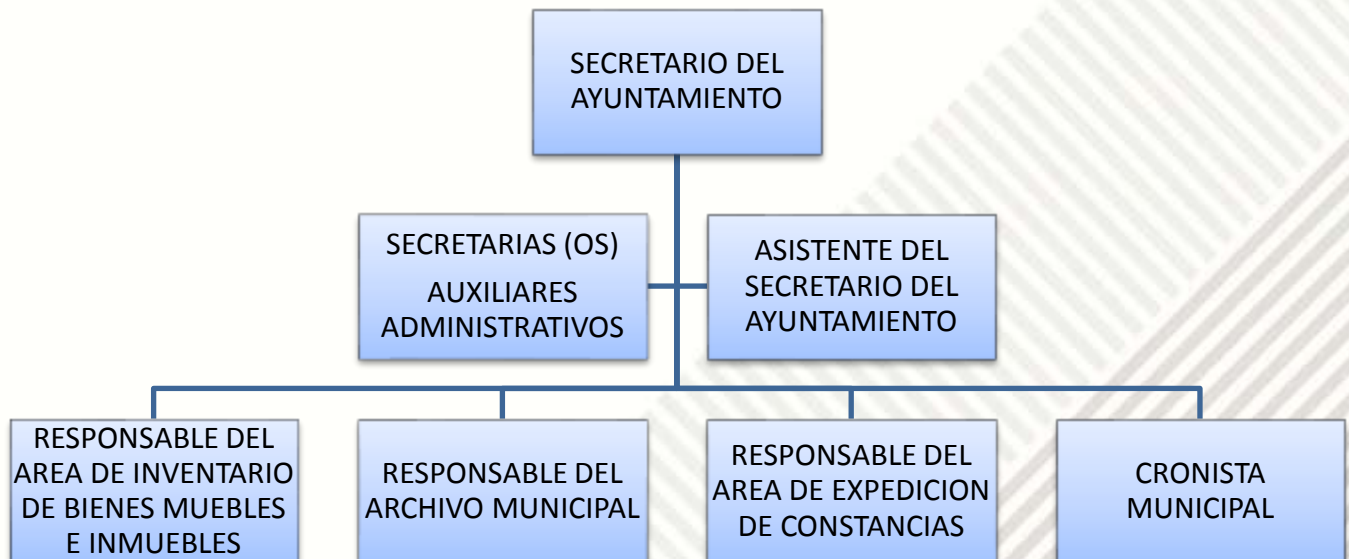 SECRETARIO DEL
AYUNTAMIENTO
SECRETARIAS (OS)
AUXILIARES
ADMINISTRATIVOS
ASISTENTE DEL
SECRETARIO DEL
AYUNTAMIENTO
RESPONSABLE DEL
AREA DE INVENTARIO
DE BIENES MUEBLES
E INMUEBLES
RESPONSABLE DEL
ARCHIVO MUNICIPAL
RESPONSABLE DEL
AREA DE EXPEDICION
DE CONSTANCIAS
CRONISTA
MUNICIPAL